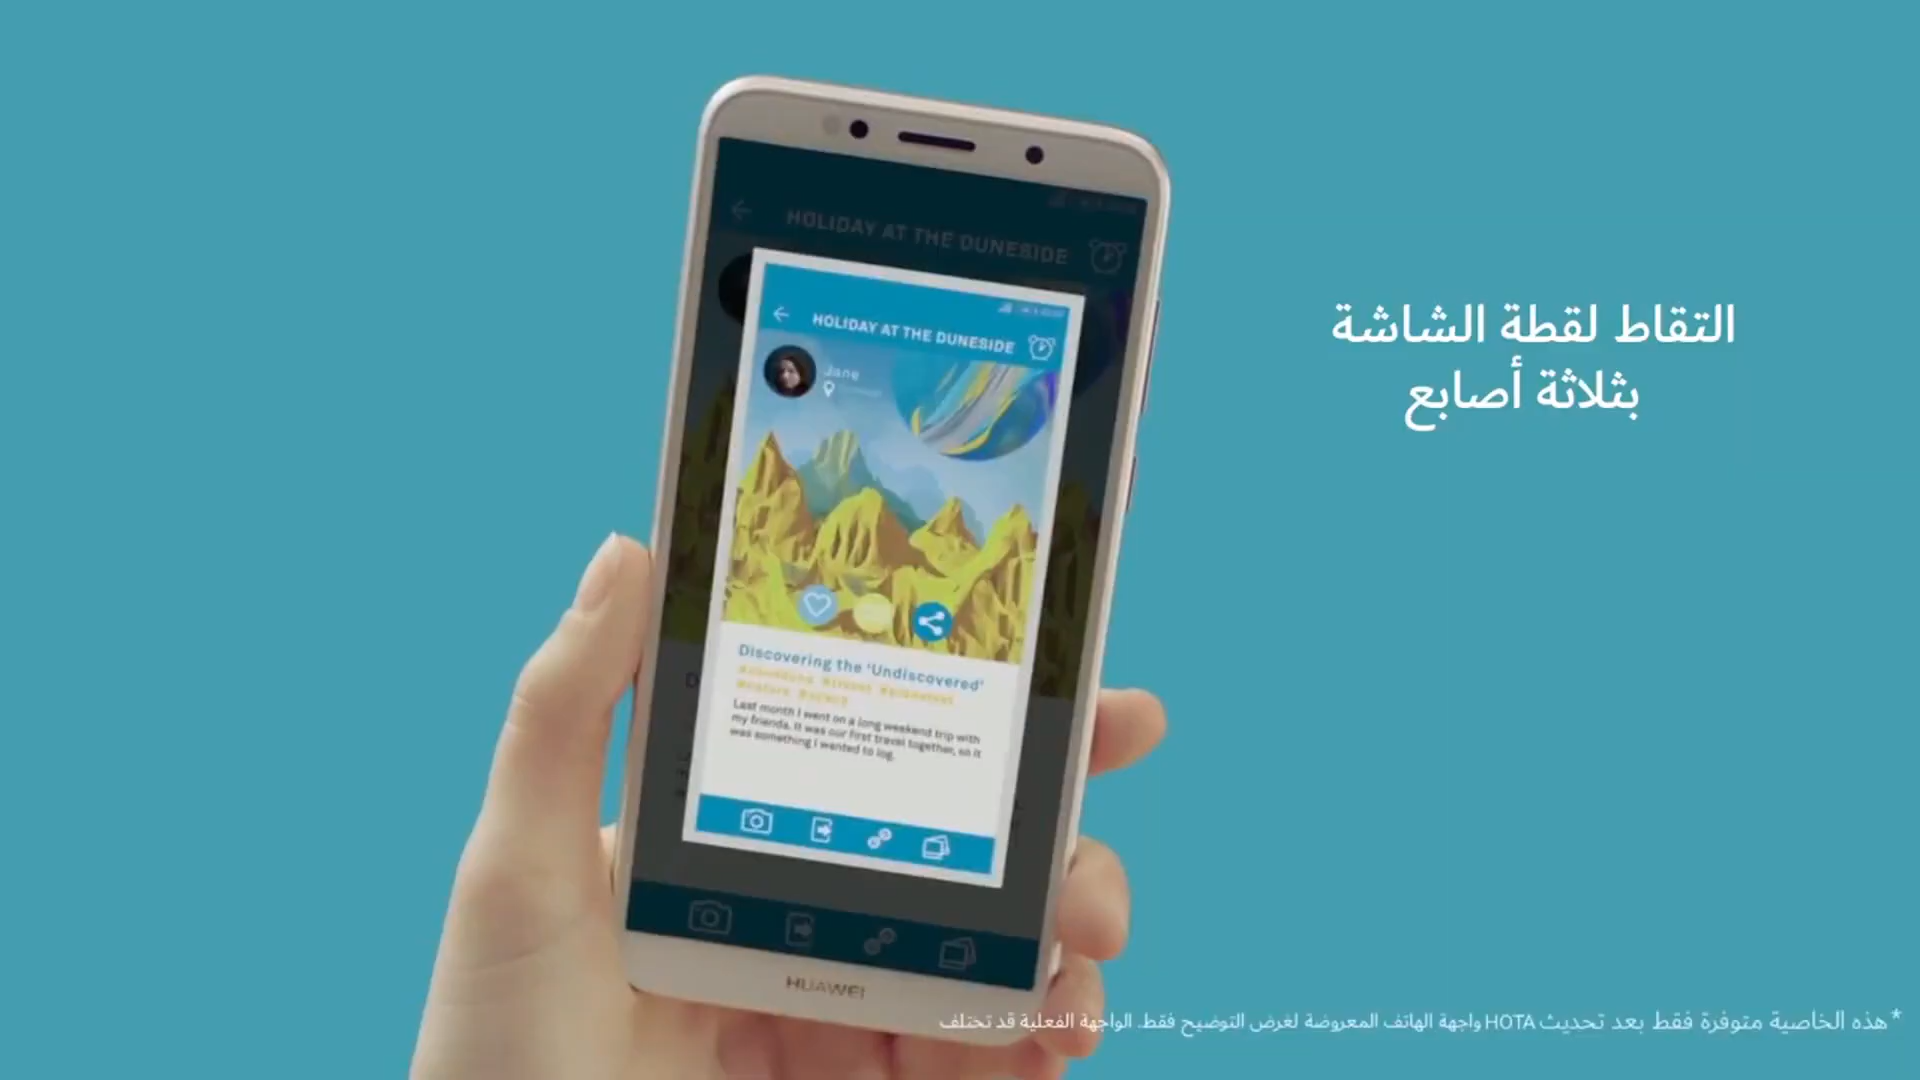 HOLIDAY AT THE DUNESIDE
HOLIDAY AT THE DUNESIDE
Jane
التقاط لقطة الشاشة
بثلاثة أصابع
Discovering the 'Undiscovered'
Last month I went on a long weekend trip with
my friends. It was our first travel together, so it
was something I wanted to log.
HUAWEI
* هذه الخاصية متوفرة فقط بعد تحديث HOTA واجهة الهاتف المعروضة لغرض التوضيح فقط. الواجهة الفعلية قد تختلف